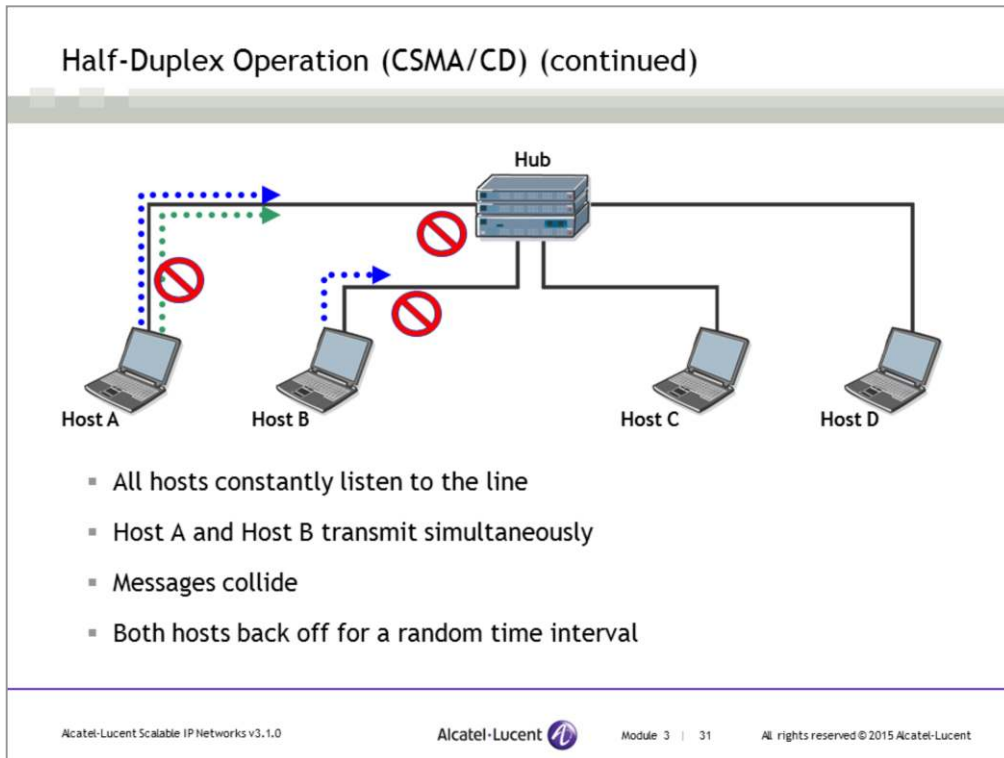 Half-Duplex Operation (CSMA/CD) (continued)
Hub
Host A
Host B
Host C
Host D
All hosts constantly listen to the line
Host A and Host B transmit simultaneously
Messages collide
Both hosts back off for a random time interval
Alcatel-Lucent Scalable IP Networks v3.1.0
Alcatel·Lucent
Module 3 | 31
All rights reserved © 2015 Alcatel-Lucent